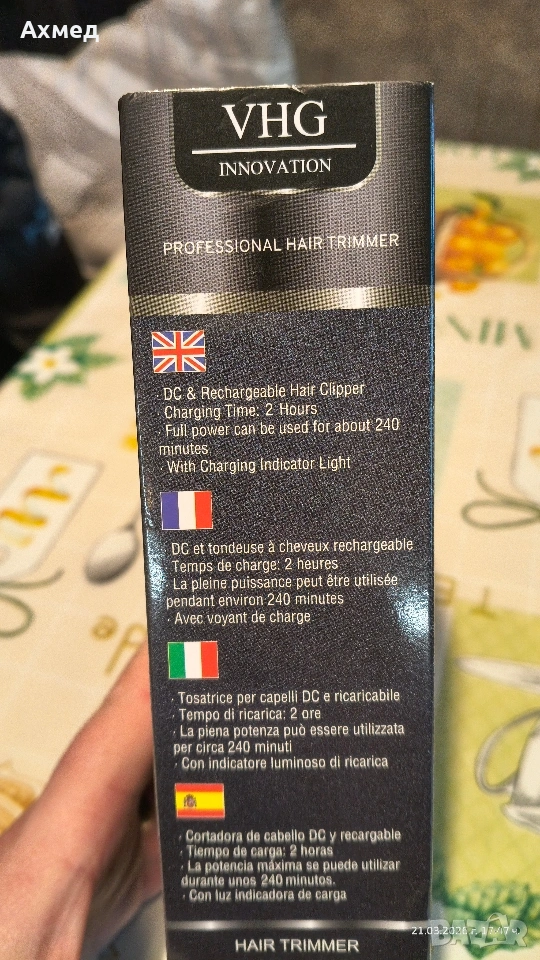 Ахмед
VHG
INNOVATION
PROFESSIONAL HAIR TRIMMER
· DC & Rechargeable Hair Clipper
· Charging Time: 2 Hours
· Full power can be used for about 240
minutes
· With Charging Indicator Light
· DC et tondeuse à cheveux rechargeable
· Temps de charge: 2 heures
· La pleine puissance peut être utilisée
pendant environ 240 minutes
· Avec voyant de charge
· Tosatrice per capelli DC e ricaricabile
· Tempo di ricarica: 2 ore
· La piena potenza può essere utilizzata
per circa 240 minuti
· Con indicatore luminoso di ricarica
· Cortadora de cabello DC y recargable
· Tiempo de carga: 2 horas
· La potencia máxima se puede utilizar
durante unos 240 minutos.
· Con luz indicadora de carga
HAIR TRIMMER